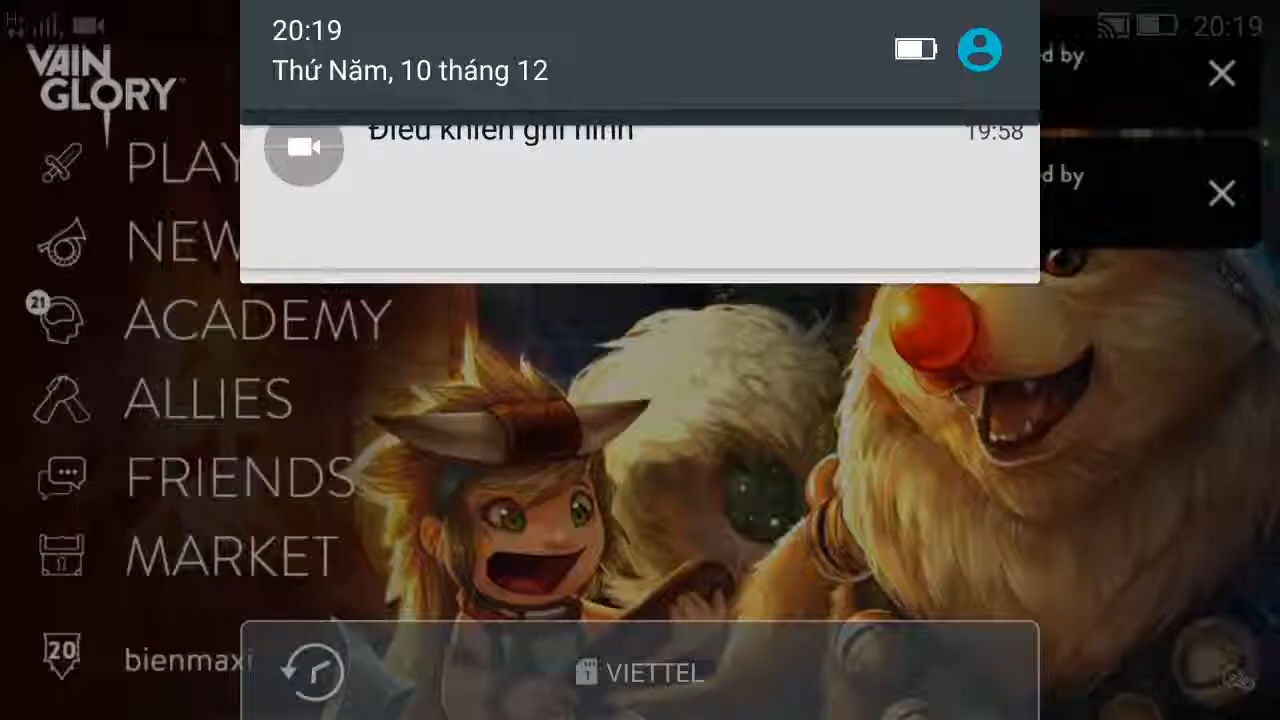 20:19
20:19
Thứ Năm, 10 tháng 12
VAIN
GLORY
d by
Điều khiển ghi hình
19:58
PLAY
d by
NEW
21
ACADEMY
ALLIES
FRIENDS
MARKET
20
bienmaxi
VIETTEL